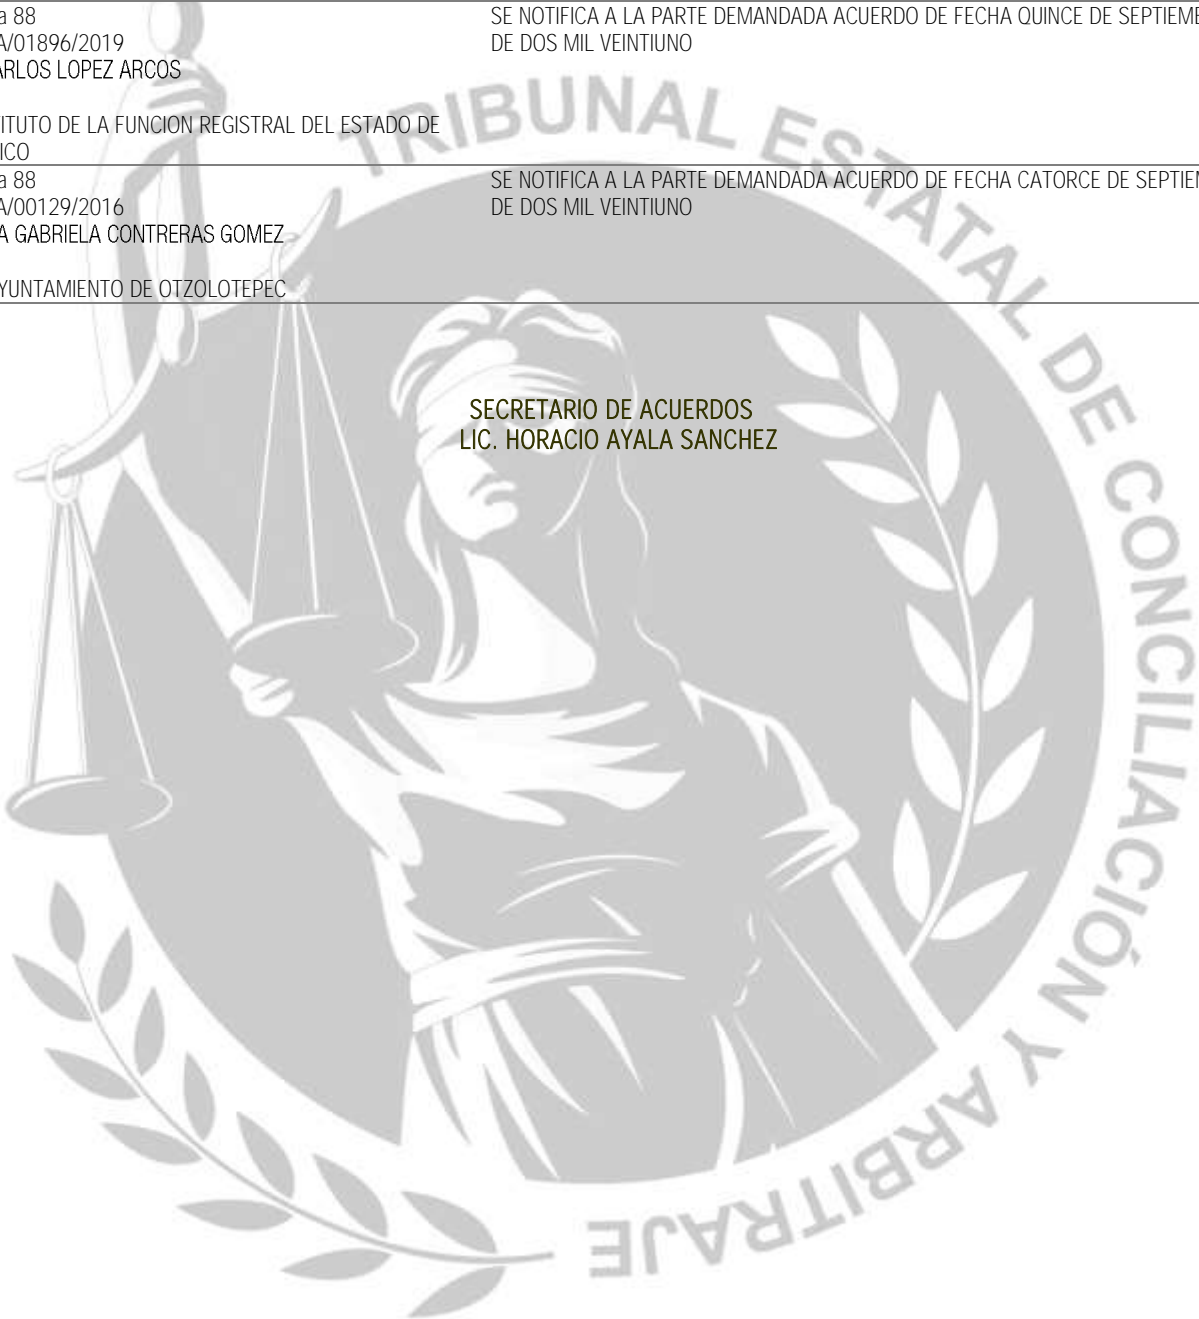 a 88
A/01896/2019
ARLOS LOPEZ ARCOS
ITUTO DE LA FUNCION REGISTRAL DEL ESTADO DE
ICO
SE NOTIFICA A LA PARTE DEMANDADA ACUERDO DE FECHA QUINCE DE SEPTIEM
DE DOS MIL VEINTIUNO
a 88
A/00129/2016
A GABRIELA CONTRERAS GOMEZ
YUNTAMIENTO DE OTZOLOTEPEC
SE NOTIFICA A LA PARTE DEMANDADA ACUERDO DE FECHA CATORCE DE SEPTIEM
DE DOS MIL VEINTIUNO
SECRETARIO DE ACUERDOS
LIC. HORACIO AYALA SANCHEZ
TRIBUNAL ESTATAL DE CONCILIACIÓN Y ARBITRAJE